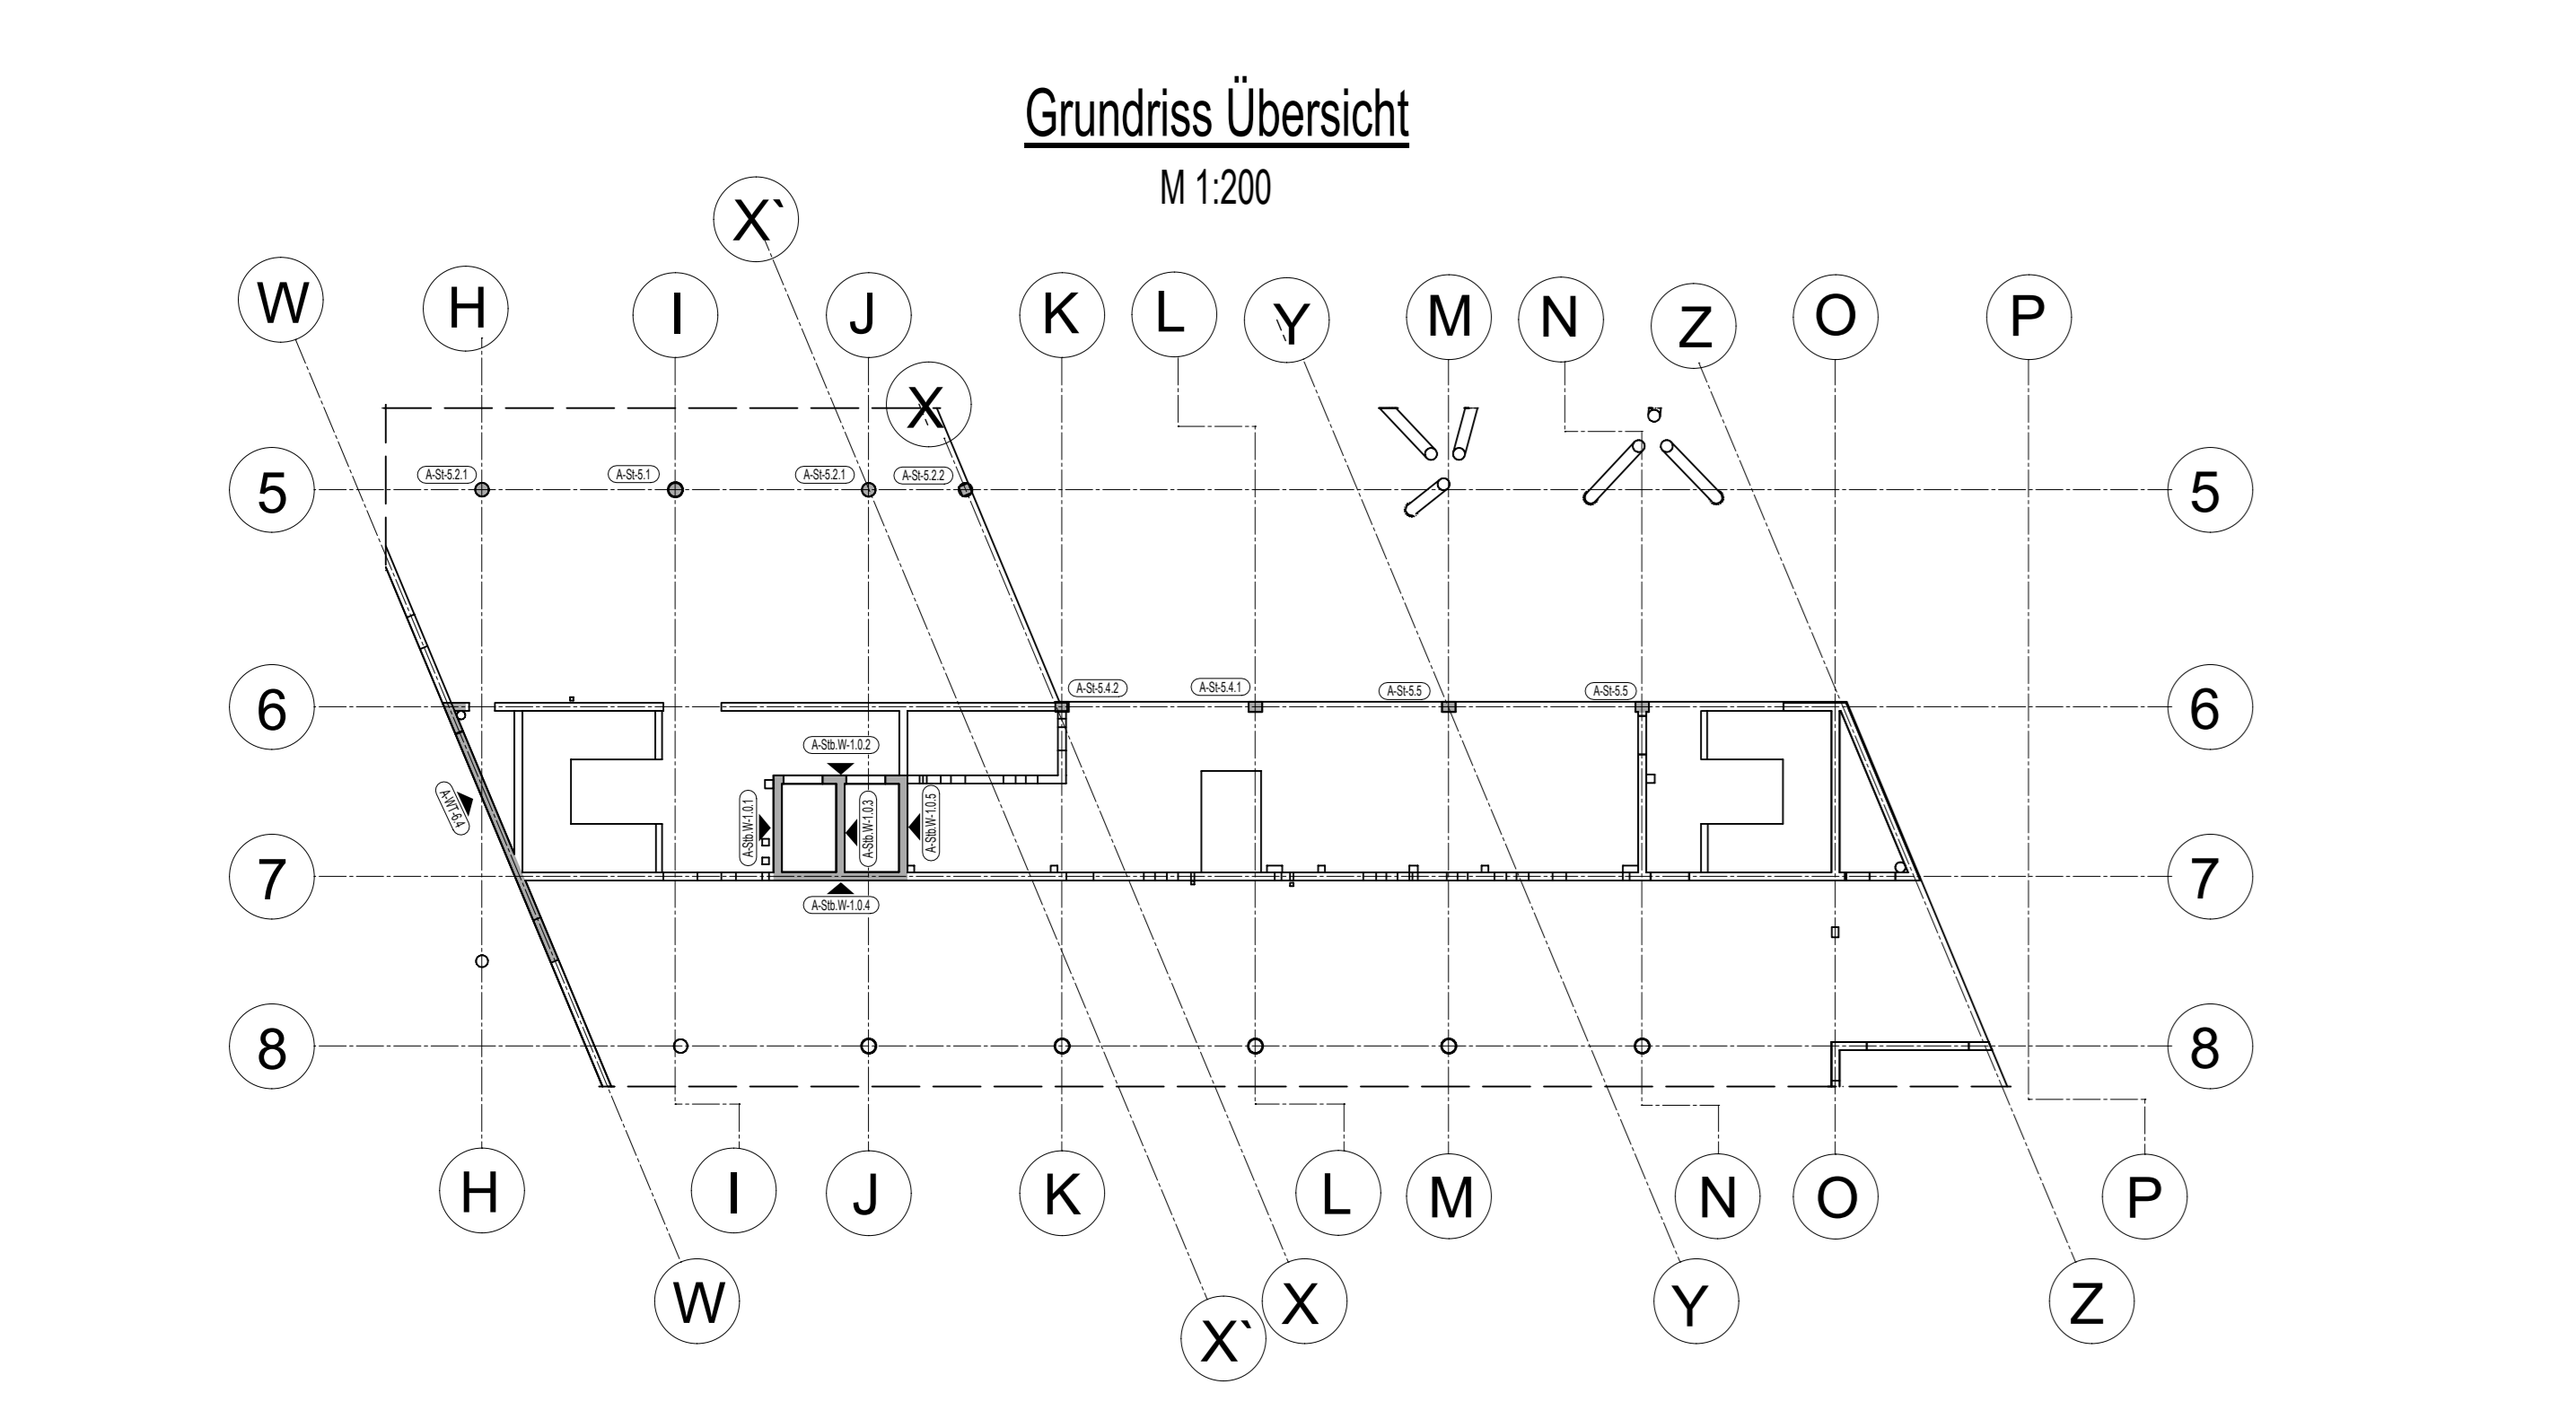 Grundriss Übersicht
M 1:200
X`
W
H
I
J
K
L
Y
M
N
Z
O
P
X
5
A-St-5.2.1
A-St-5.1
A-St-5.2.1
A-St-5.2.2
5
6
A-St-5.4.2
A-St-5.4.1
A-St-5.5
A-St-5.5
6
A-Stb.W-1.0.2
A-WT-6.4
A-Stb.W-1.0.1
A-Stb.W-1.0.3
A-Stb.W-1.0.5
7
7
A-Stb.W-1.0.4
8
8
H
I
J
K
L
M
N
O
P
W
X`
X
Y
Z